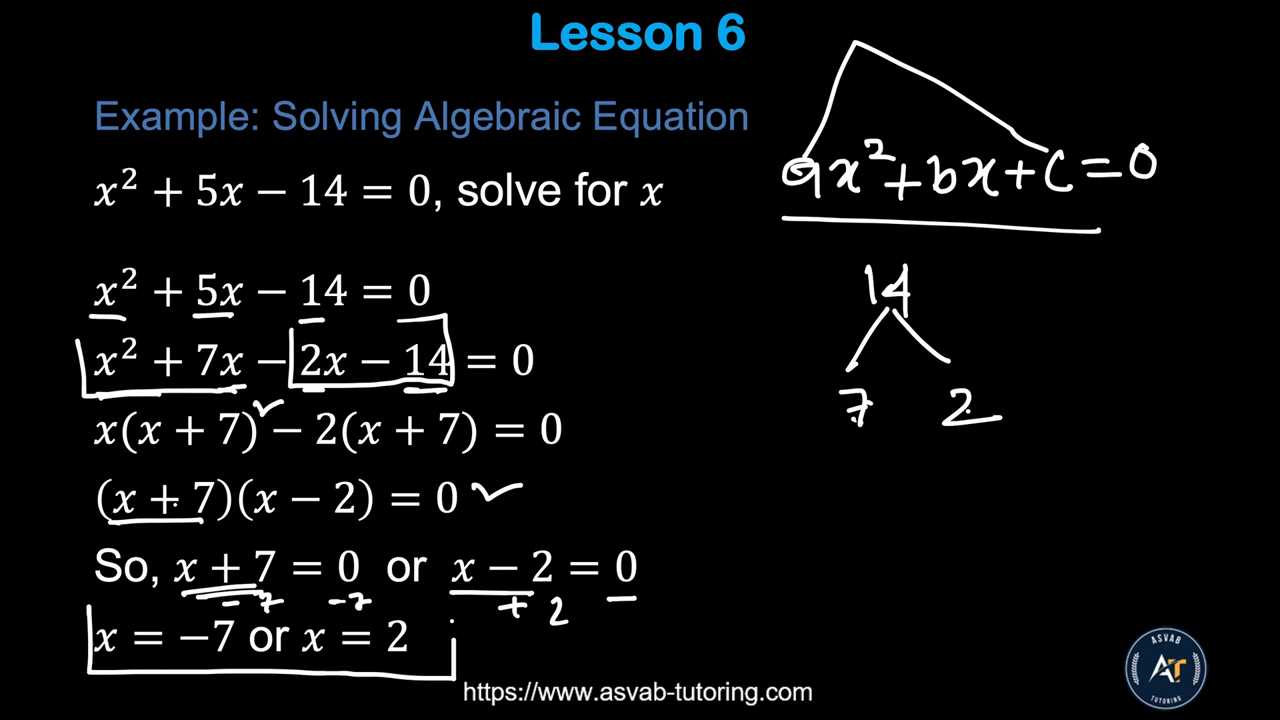 Lesson 6
Example: Solving Algebraic Equation
x² + 5x − 14 = 0, solve for x
x² + 5x − 14 = 0
x² + 7x − 2x − 14 = 0
x(x + 7) − 2(x + 7) = 0
(x + 7)(x − 2) = 0
So, x + 7 = 0 or x − 2 = 0
−7 −7 + 2
x = −7 or x = 2
ax² + bx + c = 0
14
7 2
https://www.asvab-tutoring.com
ASVAB
AT
TUTORING